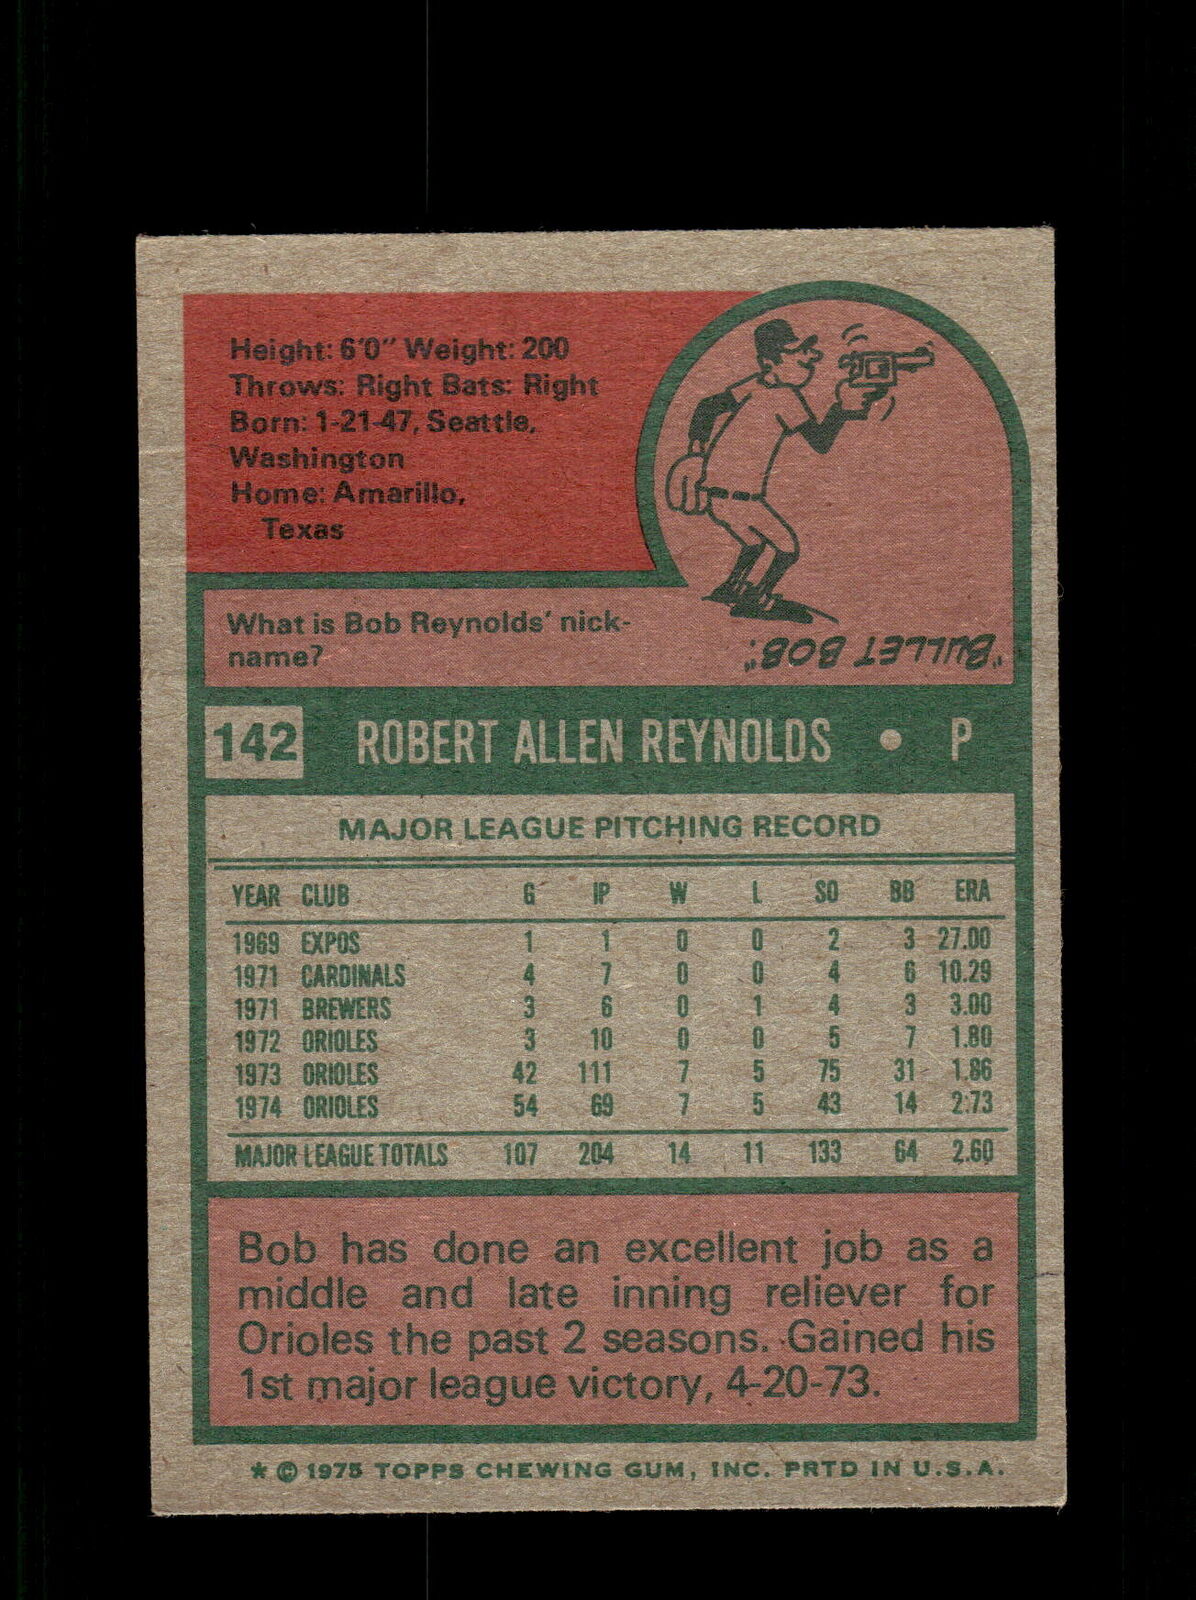 Height: 6'0" Weight: 200
Throws: Right Bats: Right
Born: 1-21-47, Seattle,
Washington
Home: Amarillo,
Texas
What is Bob Reynolds' nick-
name?
"BULLET BOB".
142 ROBERT ALLEN REYNOLDS • P
MAJOR LEAGUE PITCHING RECORD
YEAR CLUB G IP W L SO BB ERA
1969 EXPOS 1 1 0 0 2 3 27.00
1971 CARDINALS 4 7 0 0 4 6 10.29
1971 BREWERS 3 6 0 1 4 3 3.00
1972 ORIOLES 3 10 0 0 5 7 1.80
1973 ORIOLES 42 111 7 5 75 31 1.86
1974 ORIOLES 54 69 7 5 43 14 2.73
MAJOR LEAGUE TOTALS 107 204 14 11 133 64 2.60
Bob has done an excellent job as a
middle and late inning reliever for
Orioles the past 2 seasons. Gained his
1st major league victory, 4-20-73.
* © 1975 TOPPS CHEWING GUM, INC. PRTD IN U.S.A.